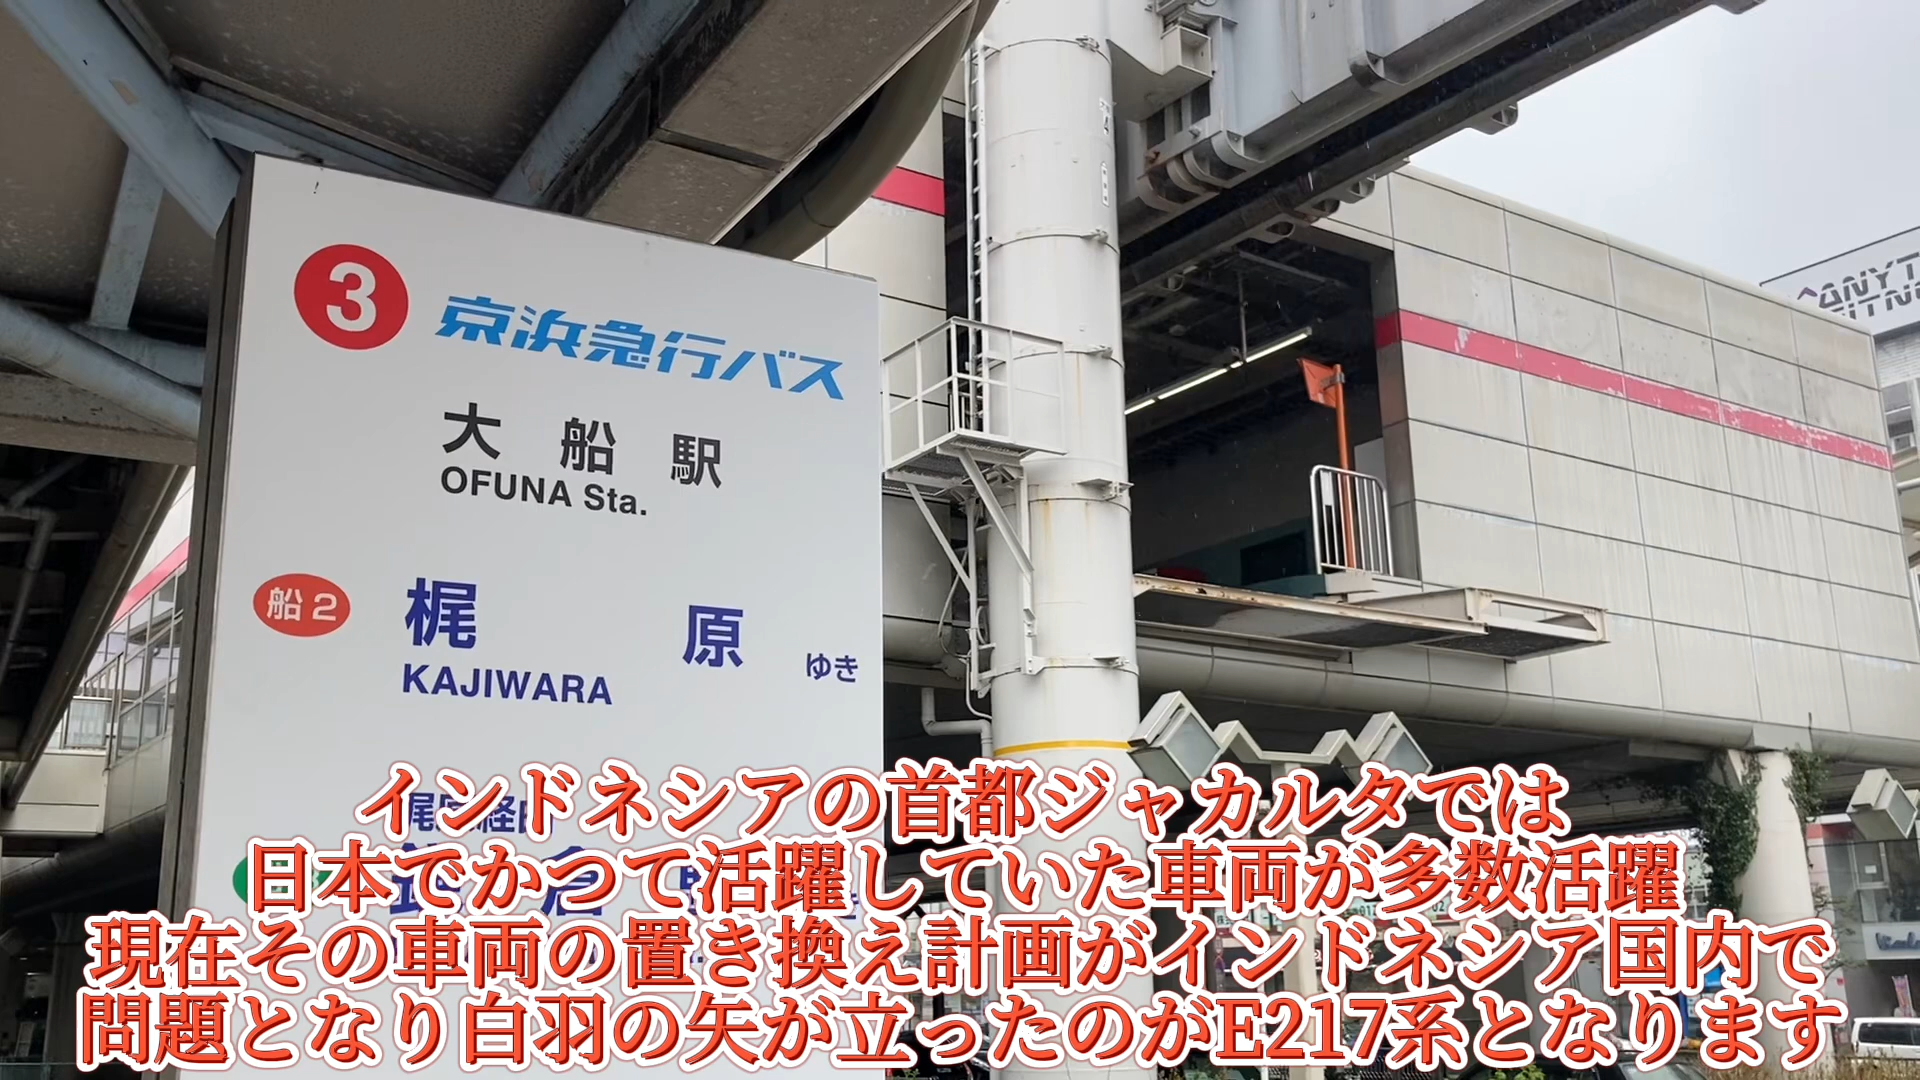 3 京浜急行バス
大船駅
OFUNA Sta.
船2 梶原 ゆき
KAJIWARA
ANYT
インドネシアの首都ジャカルタでは
日本でかつて活躍していた車両が多数活躍
現在その車両の置き換え計画がインドネシア国内で
問題となり白羽の矢が立ったのがE217系となります